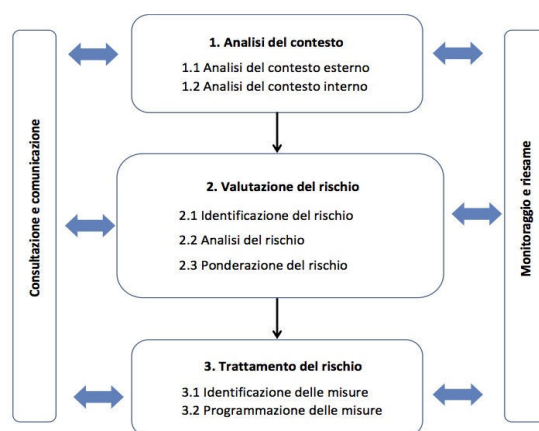 Consultazione e comunicazione
1. Analisi del contesto
1.1 Analisi del contesto esterno
1.2 Analisi del contesto interno
2. Valutazione del rischio
2.1 Identificazione del rischio
2.2 Analisi del rischio
2.3 Ponderazione del rischio
3. Trattamento del rischio
3.1 Identificazione delle misure
3.2 Programmazione delle misure
Monitoraggio e riesame